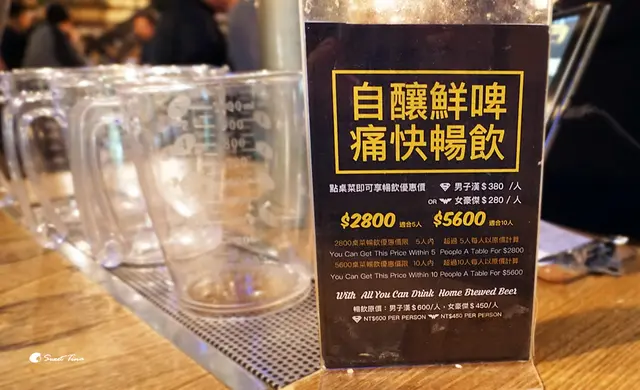 自釀鮮啤
痛快暢飲
點桌菜即可享暢飲優惠價 男子漢$380 /人
OR 女豪傑$280 /人
$2800 適合5人 $5600 適合10人
2800桌菜暢飲優惠價限 5人內 超過 5人每人以原價計算
You Can Get This Price Within 5 People A Table For $2800
5600桌菜暢飲優惠價限 10人內 超過10人每人以原價計算
You Can Get This Price Within 10 People A Table For $5600
With All You Can Drink Home Brewed Beer
暢飲原價:男子漢$600/人,女豪傑$450/人
NT$600 PER PERSON NT$450 PER PERSON
Sweet Town